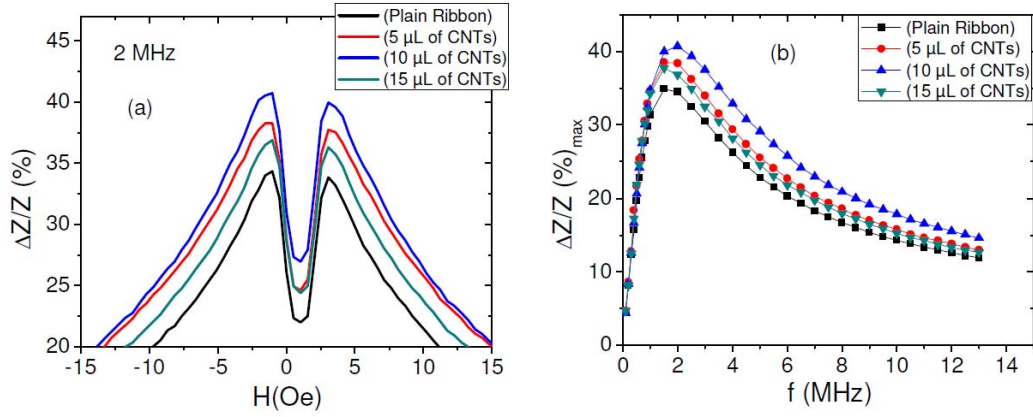 45
40
35
30
25
20
ΔZ/Z (%)
2 MHz
(a)
(Plain Ribbon)
(5 µL of CNTs)
(10 µL of CNTs)
(15 µL of CNTs)
-15 -10 -5 0 5 10 15
H(Oe)
40
30
20
10
0
ΔZ/Z (%)max
(b)
(Plain Ribbon)
(5 µL of CNTs)
(10 µL of CNTs)
(15 µL of CNTs)
0 2 4 6 8 10 12 14
f (MHz)